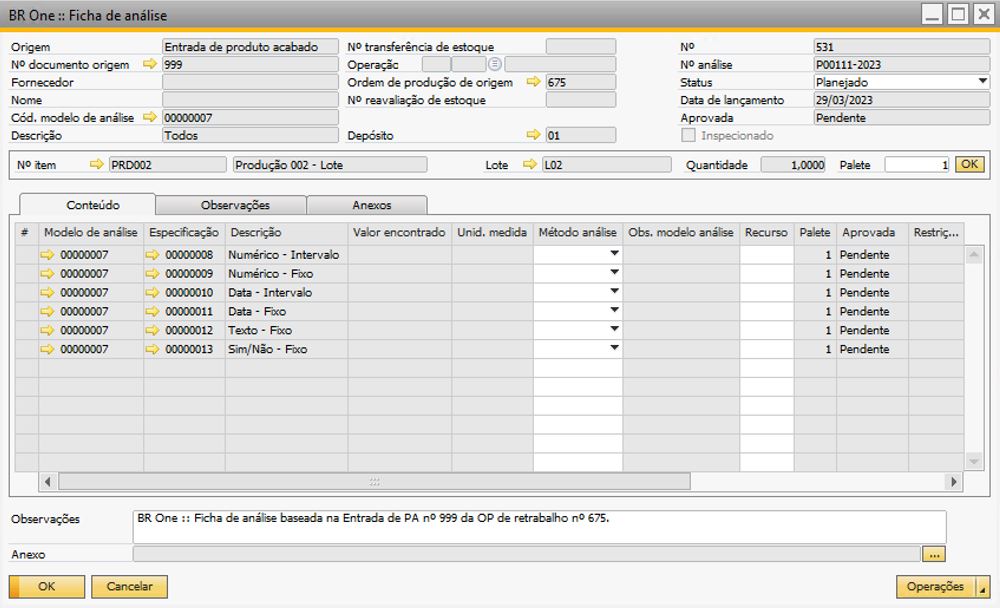 BR One :: Ficha de análise
Origem Entrada de produto acabado Nº transferência de estoque Nº 531
Nº documento origem 999 Operação Nº análise P00111-2023
Fornecedor Ordem de produção de origem 675 Status Planejado
Nome Nº reavaliação de estoque Data de lançamento 29/03/2023
Cód. modelo de análise 00000007 Aprovada Pendente
Descrição Todos Depósito 01 Inspecionado
Nº item PRD002 Produção 002 - Lote Lote L02 Quantidade 1,0000 Palete 1 OK
Conteúdo Observações Anexos
# Modelo de análise Especificação Descrição Valor encontrado Unid. medida Método análise Obs. modelo análise Recurso Palete Aprovada Restriç...
00000007 00000008 Numérico - Intervalo 1 Pendente
00000007 00000009 Numérico - Fixo 1 Pendente
00000007 00000010 Data - Intervalo 1 Pendente
00000007 00000011 Data - Fixo 1 Pendente
00000007 00000012 Texto - Fixo 1 Pendente
00000007 00000013 Sim/Não - Fixo 1 Pendente
Observações BR One :: Ficha de análise baseada na Entrada de PA nº 999 da OP de retrabalho nº 675.
Anexo ...
OK Cancelar Operações